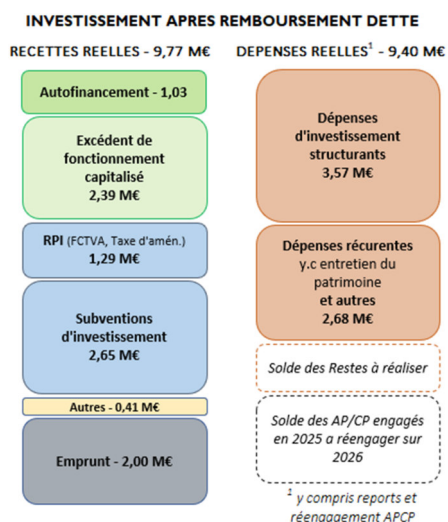 INVESTISSEMENT APRES REMBOURSEMENT DETTE
RECETTES REELLES - 9,77 M€
Autofinancement - 1,03
Excédent de
fonctionnement
capitalisé
2,39 M€
RPI (FCTVA, Taxe d'amén.)
1,29 M€
Subventions
d'investissement
2,65 M€
Autres - 0,41 M€
Emprunt - 2,00 M€
DEPENSES REELLES¹ - 9,40 M€
Dépenses
d'investissement
structurants
3,57 M€
Dépenses récurentes
y.c entretien du
patrimoine
et autres
2,68 M€
Solde des Restes à réaliser
Solde des AP/CP engagés
en 2025 a réengager sur
2026
¹ y compris reports et
réengagement APCP